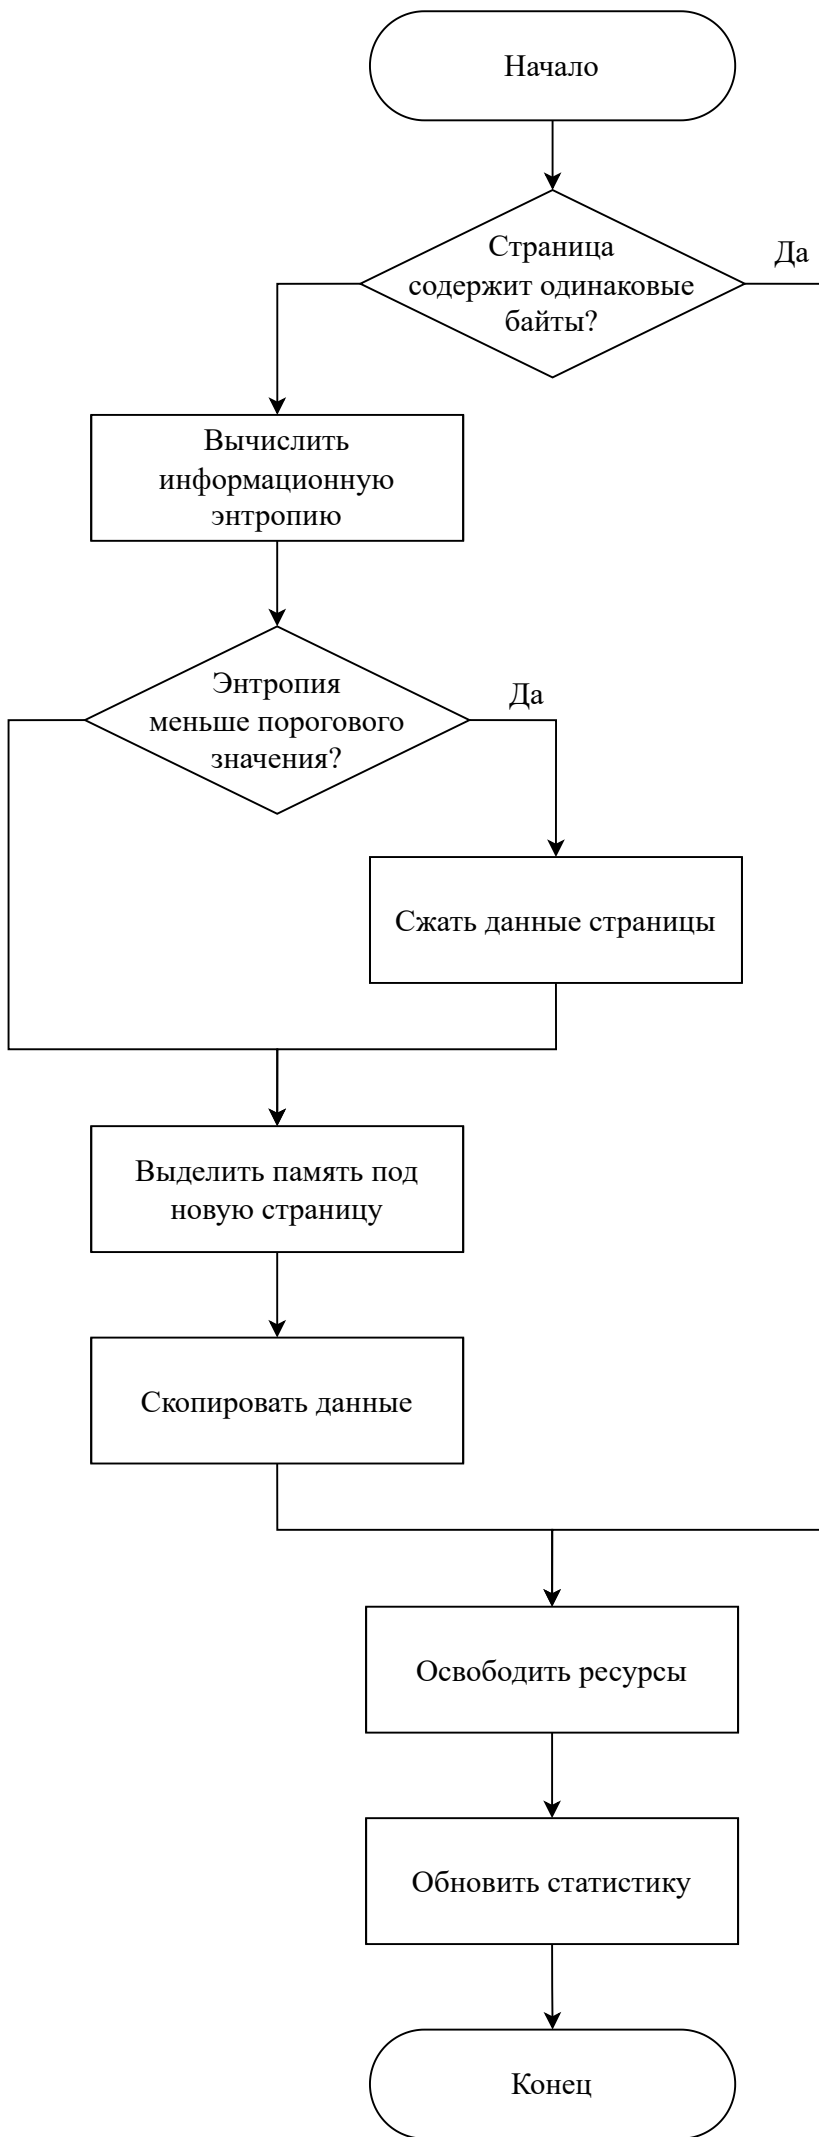 Начало
Страница
содержит одинаковые
байты?
Да
Вычислить
информационную
энтропию
Энтропия
меньше порогового
значения?
Да
Сжать данные страницы
Выделить память под
новую страницу
Скопировать данные
Освободить ресурсы
Обновить статистику
Конец